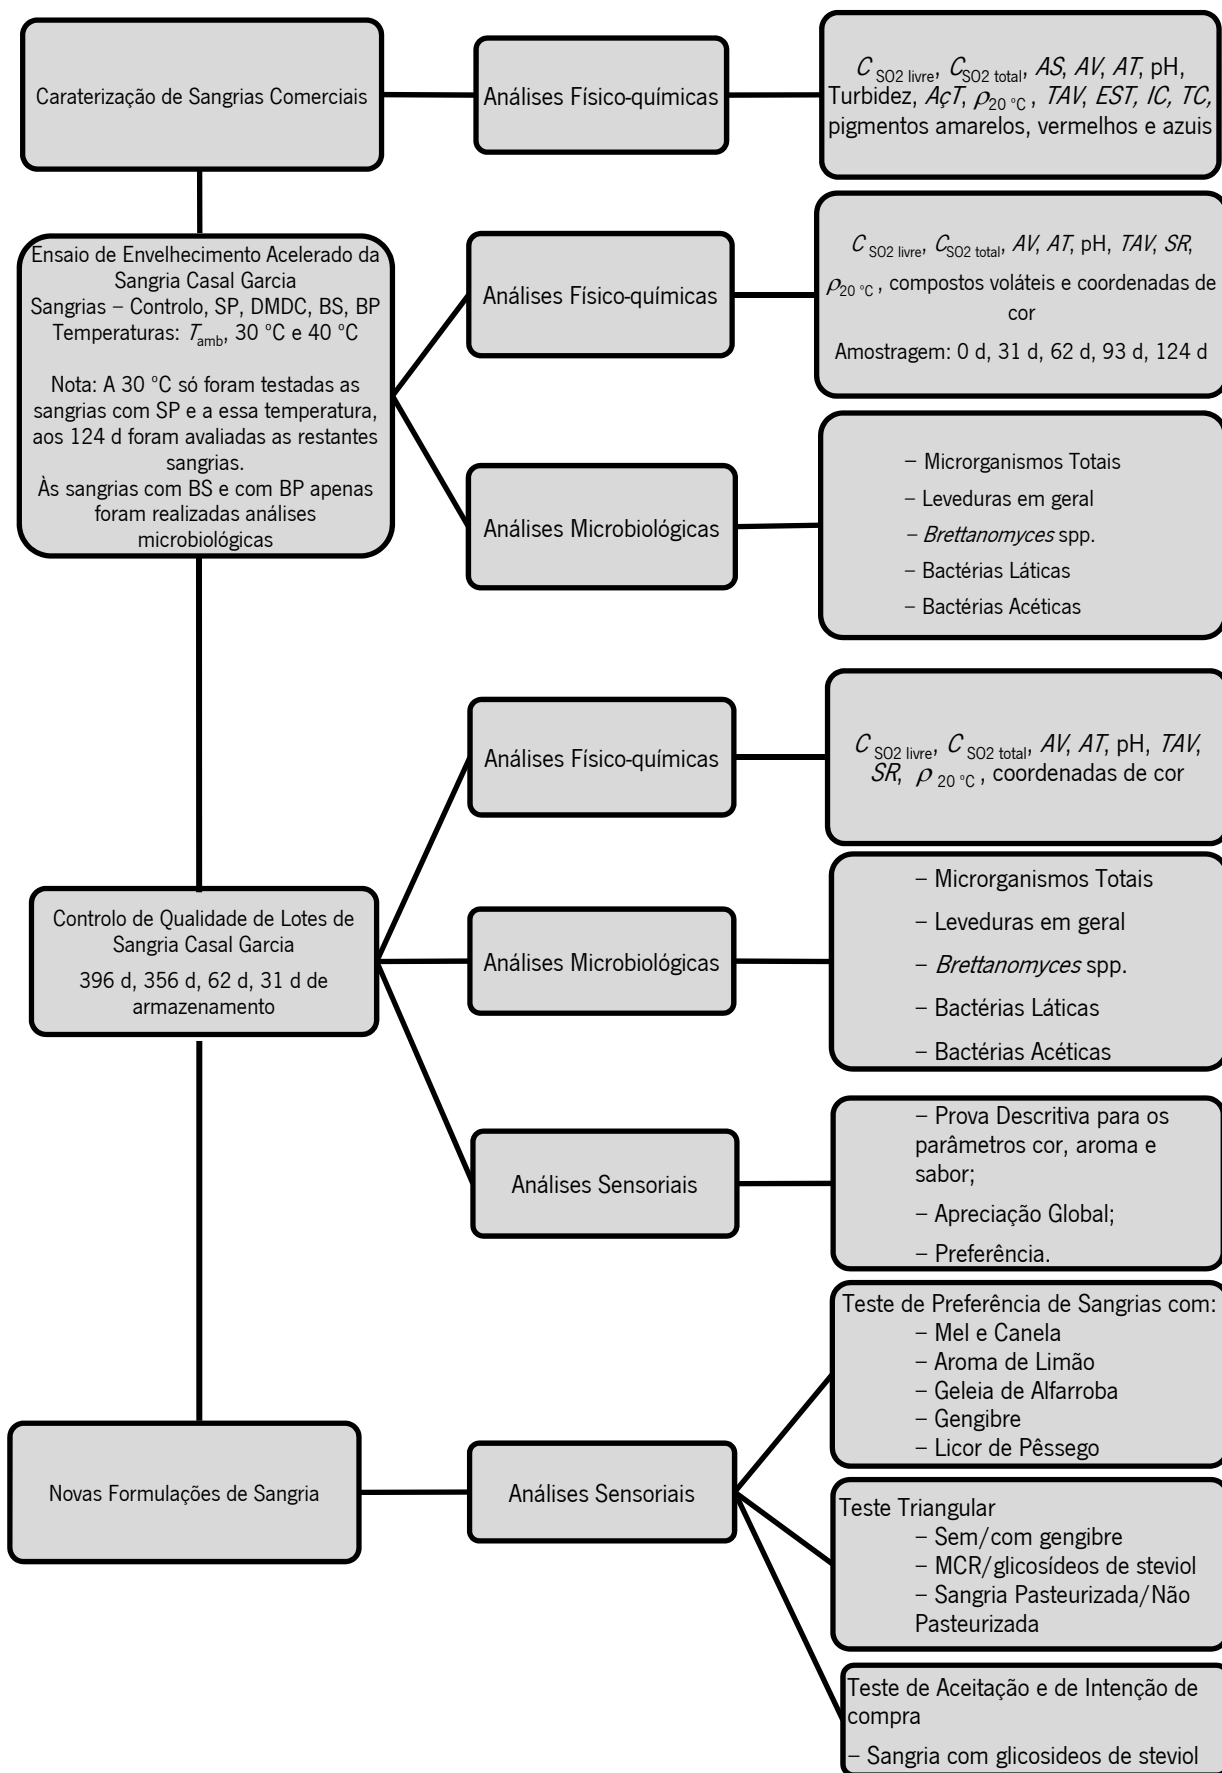 Caraterização de Sangrias Comerciais
Análises Físico-químicas
C SO2 livre, CSO2 total, AS, AV, AT, pH,
Turbidez, AçT, ρ20 °C , TAV, EST, IC, TC,
pigmentos amarelos, vermelhos e azuis
Ensaio de Envelhecimento Acelerado da
Sangria Casal Garcia
Sangrias – Controlo, SP, DMDC, BS, BP
Temperaturas: Tamb, 30 °C e 40 °C
Nota: A 30 °C só foram testadas as
sangrias com SP e a essa temperatura,
aos 124 d foram avaliadas as restantes
sangrias.
Às sangrias com BS e com BP apenas
foram realizadas análises
microbiológicas
Análises Físico-químicas
C SO2 livre, CSO2 total, AV, AT, pH, TAV, SR,
ρ20 °C , compostos voláteis e coordenadas de
cor
Amostragem: 0 d, 31 d, 62 d, 93 d, 124 d
Análises Microbiológicas
– Microrganismos Totais
– Leveduras em geral
– Brettanomyces spp.
– Bactérias Láticas
– Bactérias Acéticas
Controlo de Qualidade de Lotes de
Sangria Casal Garcia
396 d, 356 d, 62 d, 31 d de
armazenamento
Análises Físico-químicas
C SO2 livre, C SO2 total, AV, AT, pH, TAV,
SR, ρ 20 °C , coordenadas de cor
Análises Microbiológicas
– Microrganismos Totais
– Leveduras em geral
– Brettanomyces spp.
– Bactérias Láticas
– Bactérias Acéticas
Análises Sensoriais
– Prova Descritiva para os
parâmetros cor, aroma e
sabor;
– Apreciação Global;
– Preferência.
Novas Formulações de Sangria
Análises Sensoriais
Teste de Preferência de Sangrias com:
– Mel e Canela
– Aroma de Limão
– Geleia de Alfarroba
– Gengibre
– Licor de Pêssego
Teste Triangular
– Sem/com gengibre
– MCR/glicosídeos de steviol
– Sangria Pasteurizada/Não
Pasteurizada
Teste de Aceitação e de Intenção de
compra
– Sangria com glicosideos de steviol